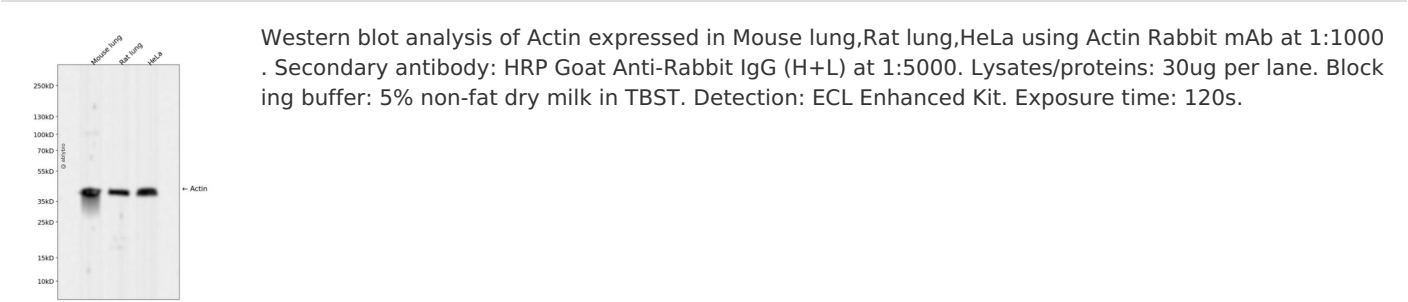 Mouse lung
Rat lung
HeLa
250kD
130kD
100kD
70kD
55kD
35kD
25kD
15kD
10kD
← Actin
Western blot analysis of Actin expressed in Mouse lung,Rat lung,HeLa using Actin Rabbit mAb at 1:1000
. Secondary antibody: HRP Goat Anti-Rabbit IgG (H+L) at 1:5000. Lysates/proteins: 30ug per lane. Block
ing buffer: 5% non-fat dry milk in TBST. Detection: ECL Enhanced Kit. Exposure time: 120s.